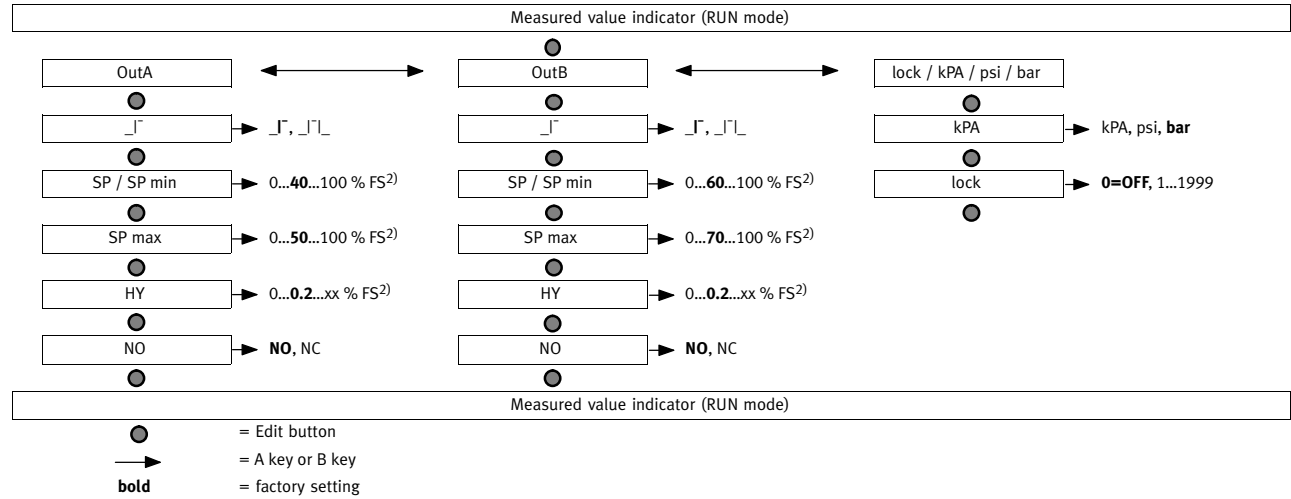 Measured value indicator (RUN mode)
OutA
OutB
lock / kPA / psi / bar
_|‾
_|‾, _|‾|_
_|‾
_|‾, _|‾|_
kPA
kPA, psi, bar
SP / SP min
0...40...100 % FS2)
SP / SP min
0...60...100 % FS2)
lock
0=OFF, 1...1999
SP max
0...50...100 % FS2)
SP max
0...70...100 % FS2)
HY
0...0.2...xx % FS2)
HY
0...0.2...xx % FS2)
NO
NO, NC
NO
NO, NC
Measured value indicator (RUN mode)
= Edit button
= A key or B key
bold = factory setting